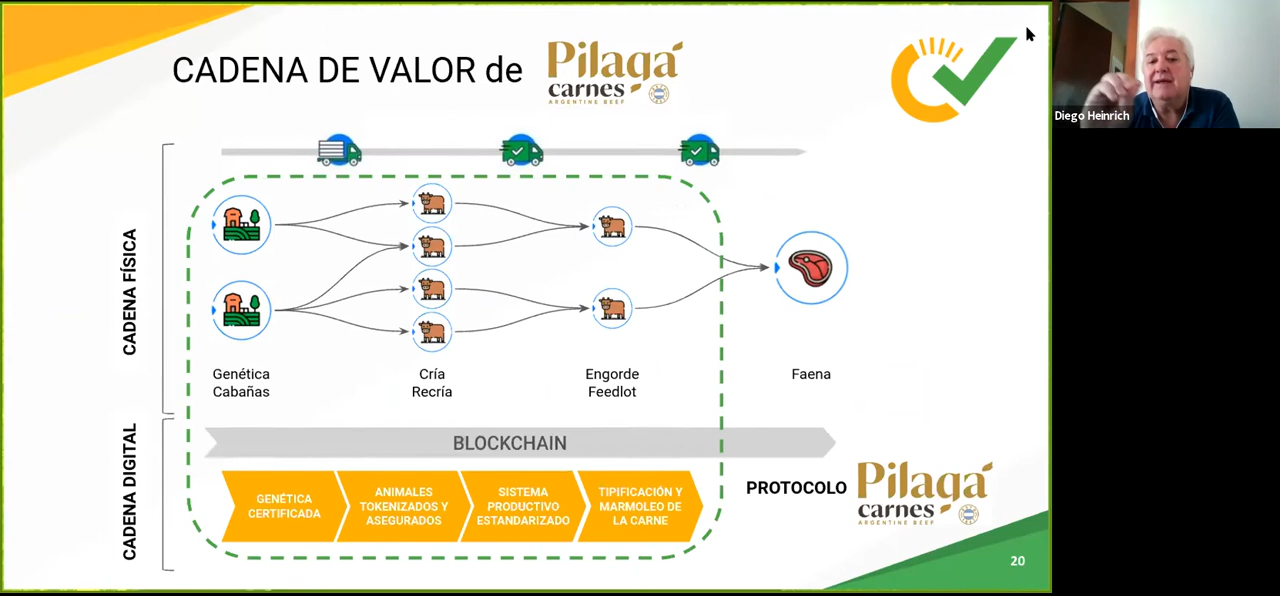 CADENA DE VALOR de
Pilagá
carnes
ARGENTINE BEEF
Diego Heinrich
CADENA FÍSICA
Genética
Cabañas
Cría
Recría
Engorde
Feedlot
Faena
CADENA DIGITAL
BLOCKCHAIN
GENÉTICA
CERTIFICADA
ANIMALES
TOKENIZADOS Y
ASEGURADOS
SISTEMA
PRODUCTIVO
ESTANDARIZADO
TIPIFICACIÓN Y
MARMOLEO DE
LA CARNE
PROTOCOLO
Pilagá
carnes
ARGENTINE BEEF
20